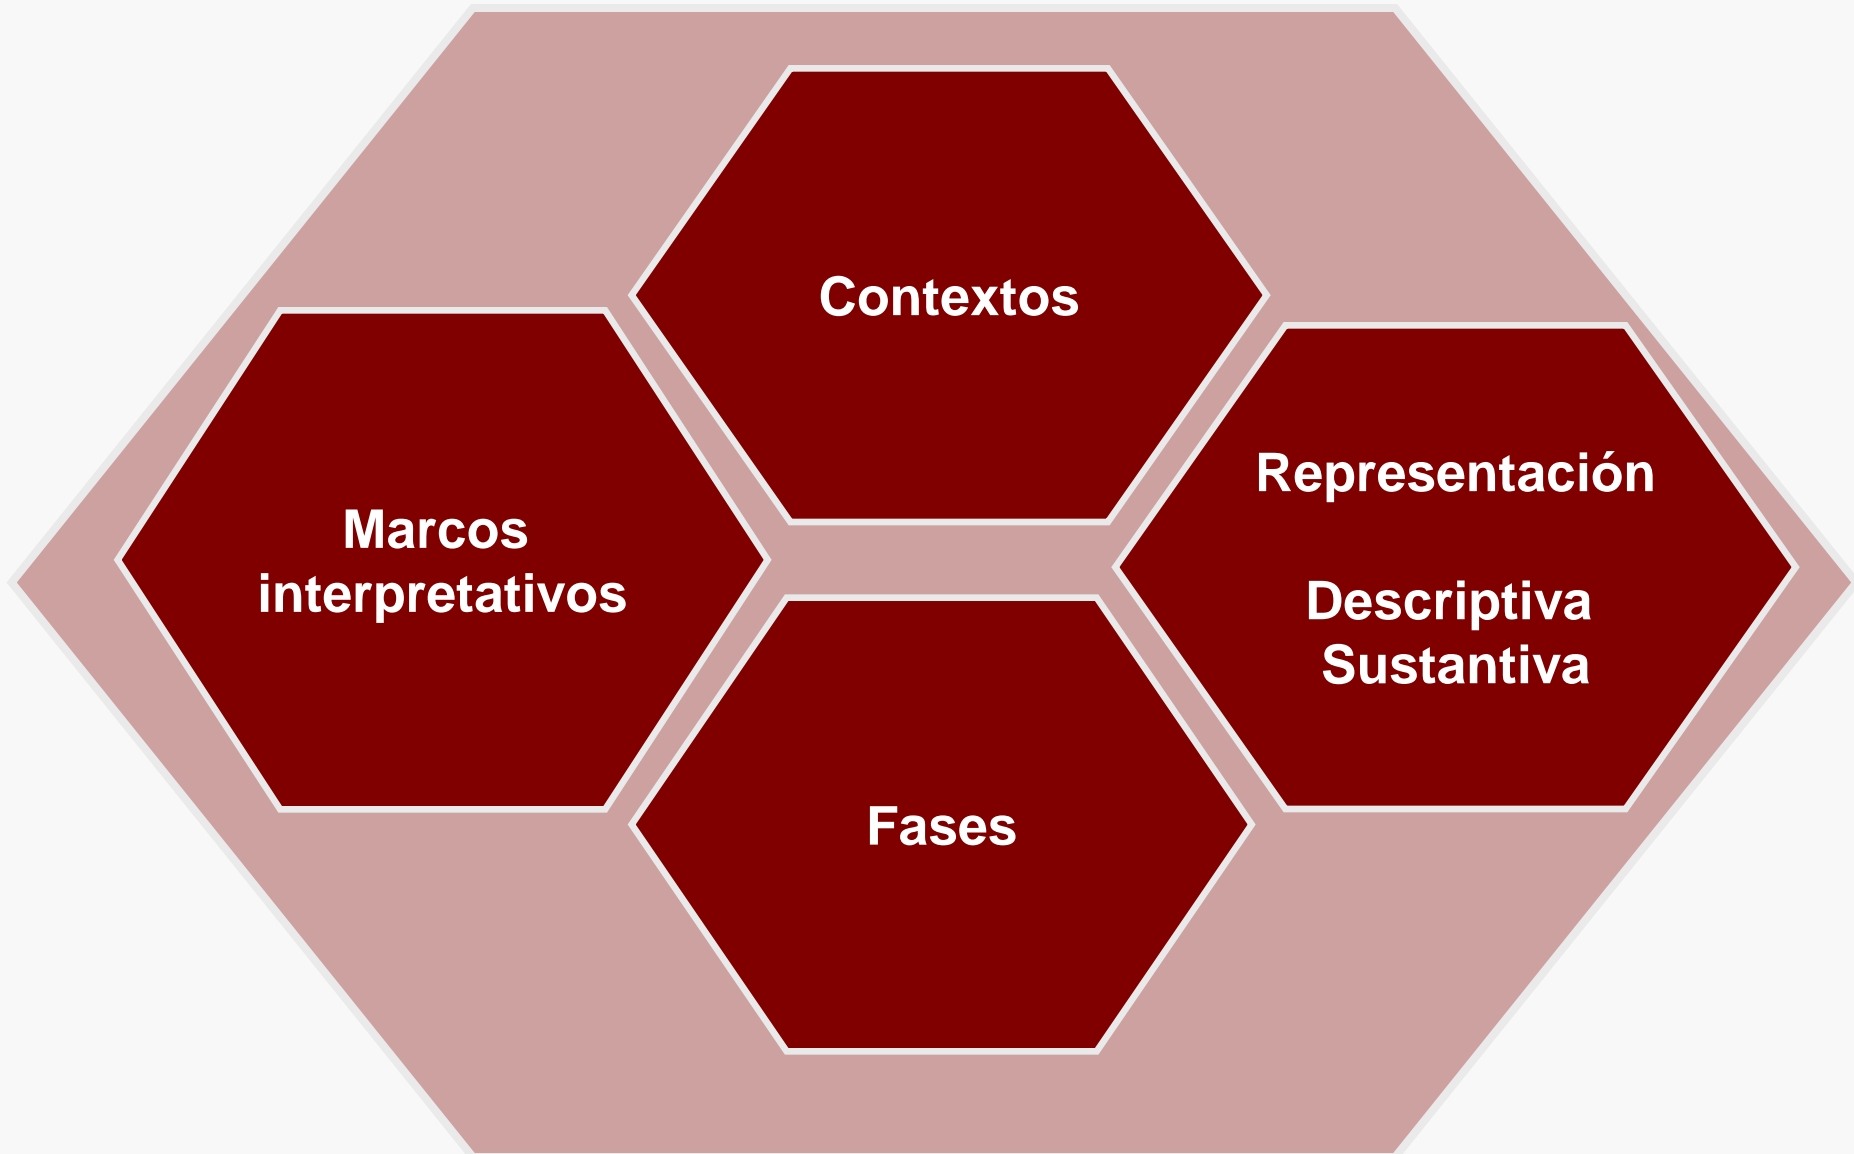 Contextos
Marcos
interpretativos
Representación
Descriptiva
Sustantiva
Fases